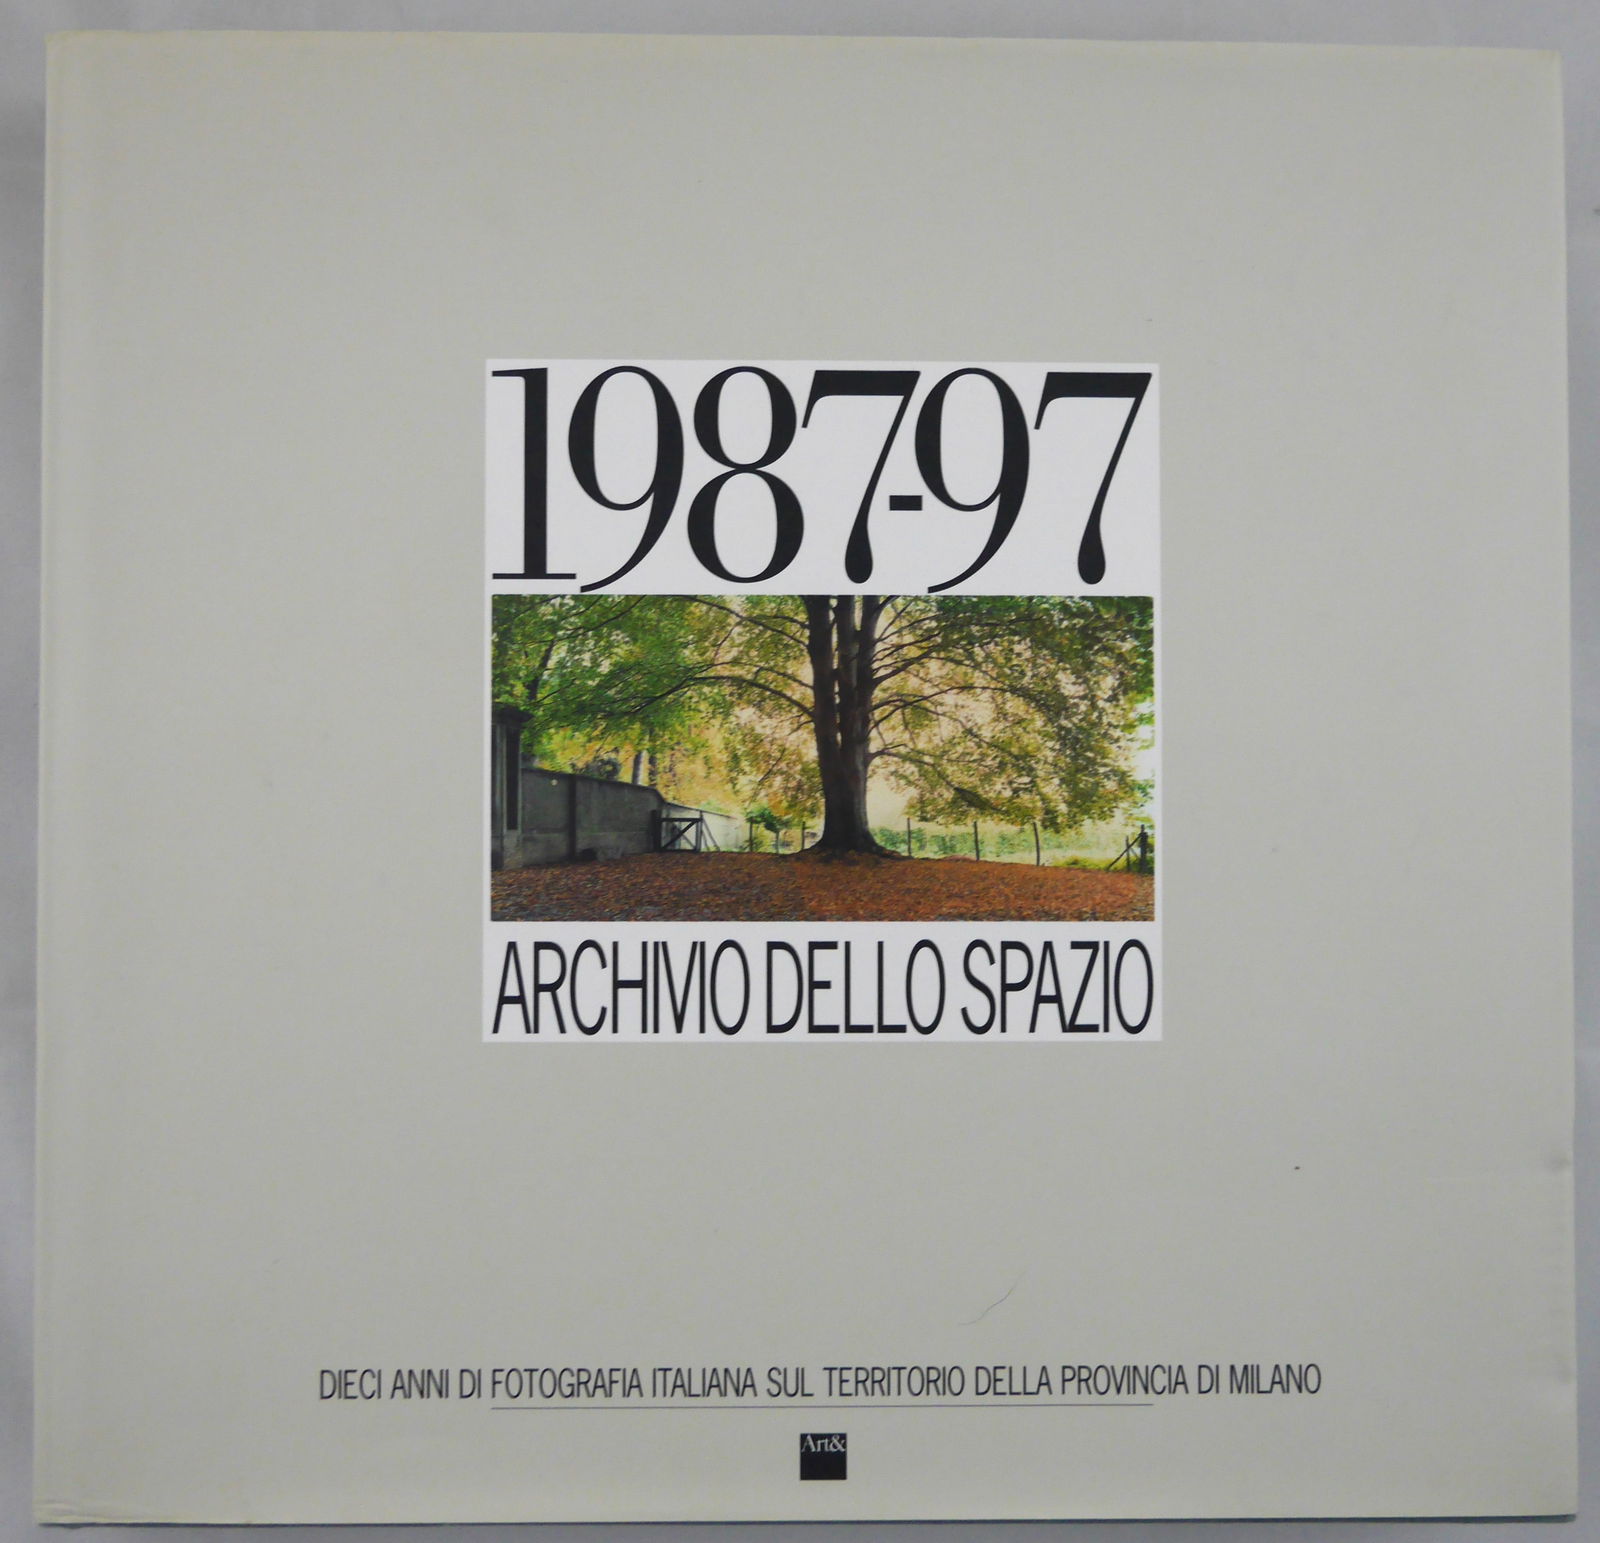 1987-97
ARCHIVIO DELLO SPAZIO
DIECI ANNI DI FOTOGRAFIA ITALIANA SUL TERRITORIO DELLA PROVINCIA DI MILANO
Art&